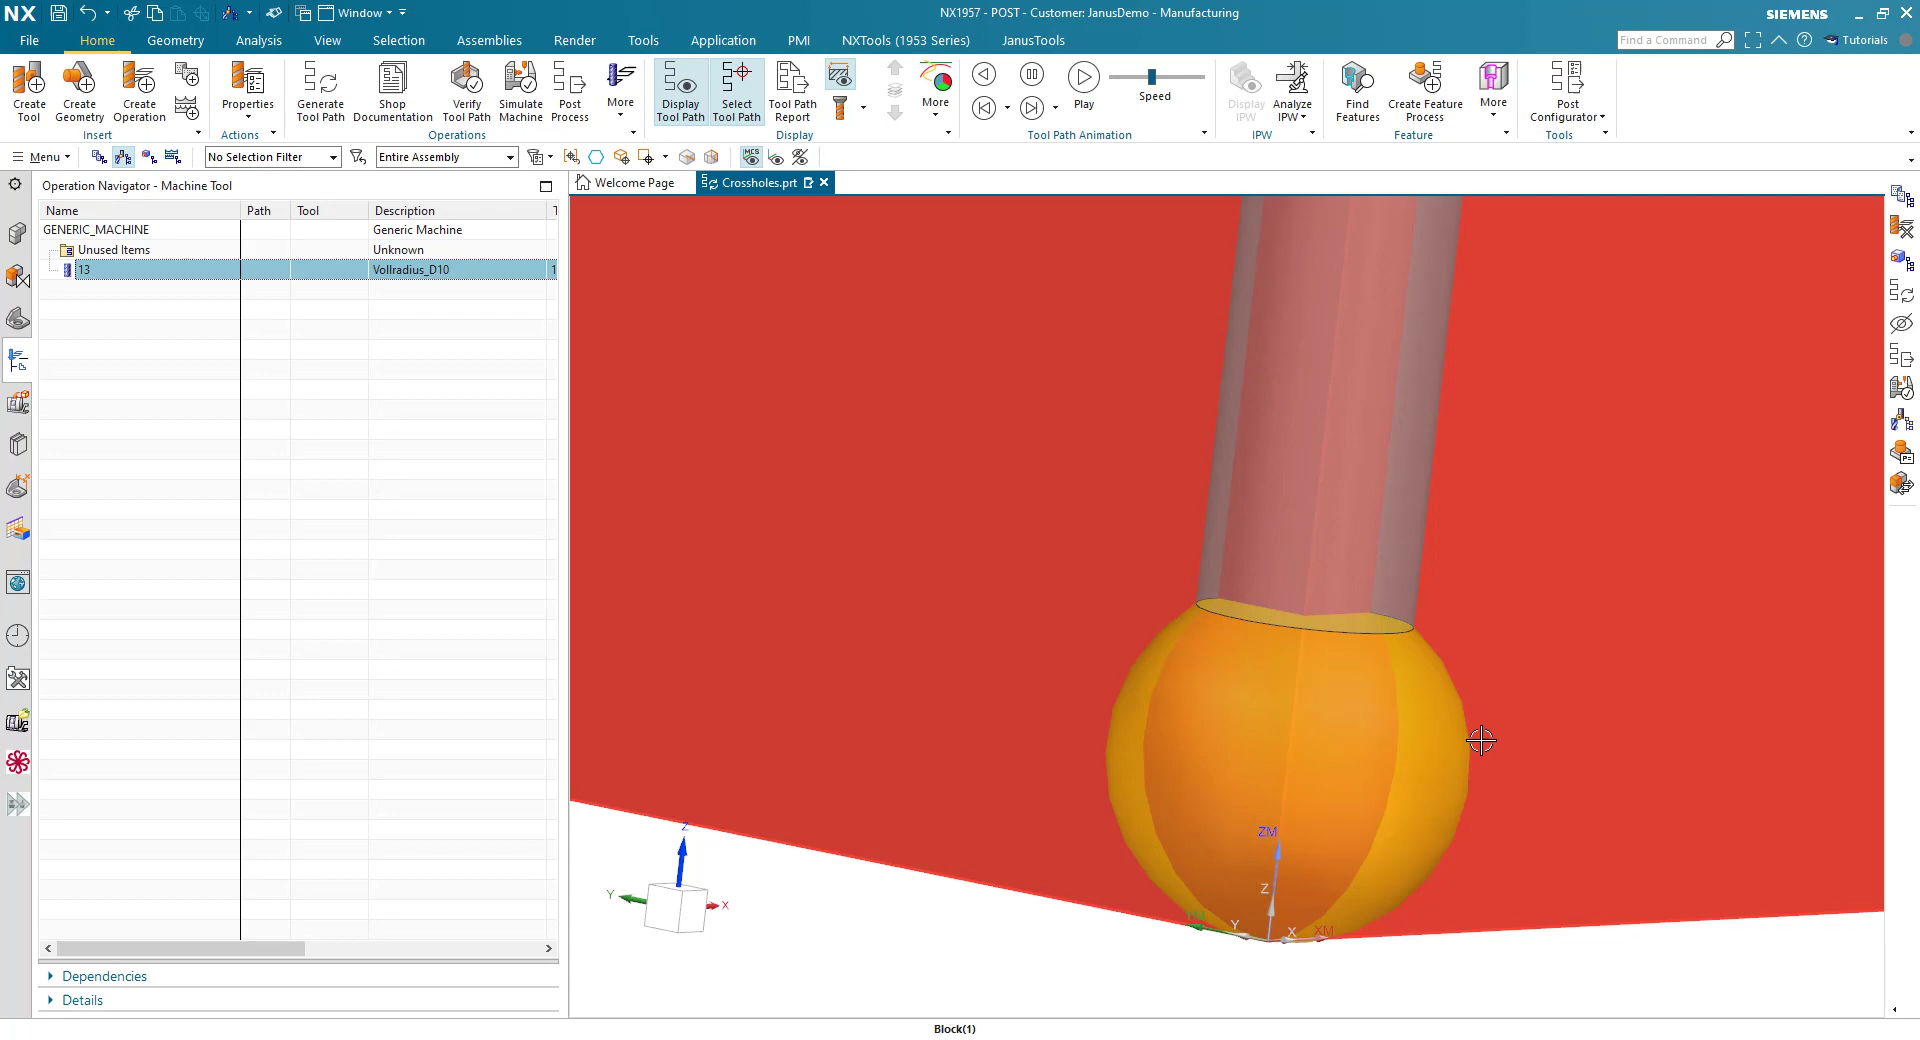 NX
Window
NX1957 - POST - Customer: JanusDemo - Manufacturing
SIEMENS
File
Home
Geometry
Analysis
View
Selection
Assemblies
Render
Tools
Application
PMI
NXTools (1953 Series)
JanusTools
Find a Command
Tutorials
Create Tool
Create Geometry
Create Operation
Insert
Properties
Actions
Generate Tool Path
Shop Documentation
Verify Tool Path
Simulate Machine
Post Process
More
Operations
Display Tool Path
Select Tool Path
Tool Path Report
More
Display
Play
Speed
Tool Path Animation
Display IPW
Analyze IPW
IPW
Find Features
Create Feature Process
More
Feature
Post Configurator
Tools
Menu
No Selection Filter
Entire Assembly
MCS
Operation Navigator - Machine Tool
Welcome Page
Crossholes.prt
Name Path Tool Description T
GENERIC_MACHINE Generic Machine
Unused Items Unknown
13 Vollradius_D10 1
Z
Y
X
ZM
Z
Y
X
XM
Dependencies
Details
Block(1)